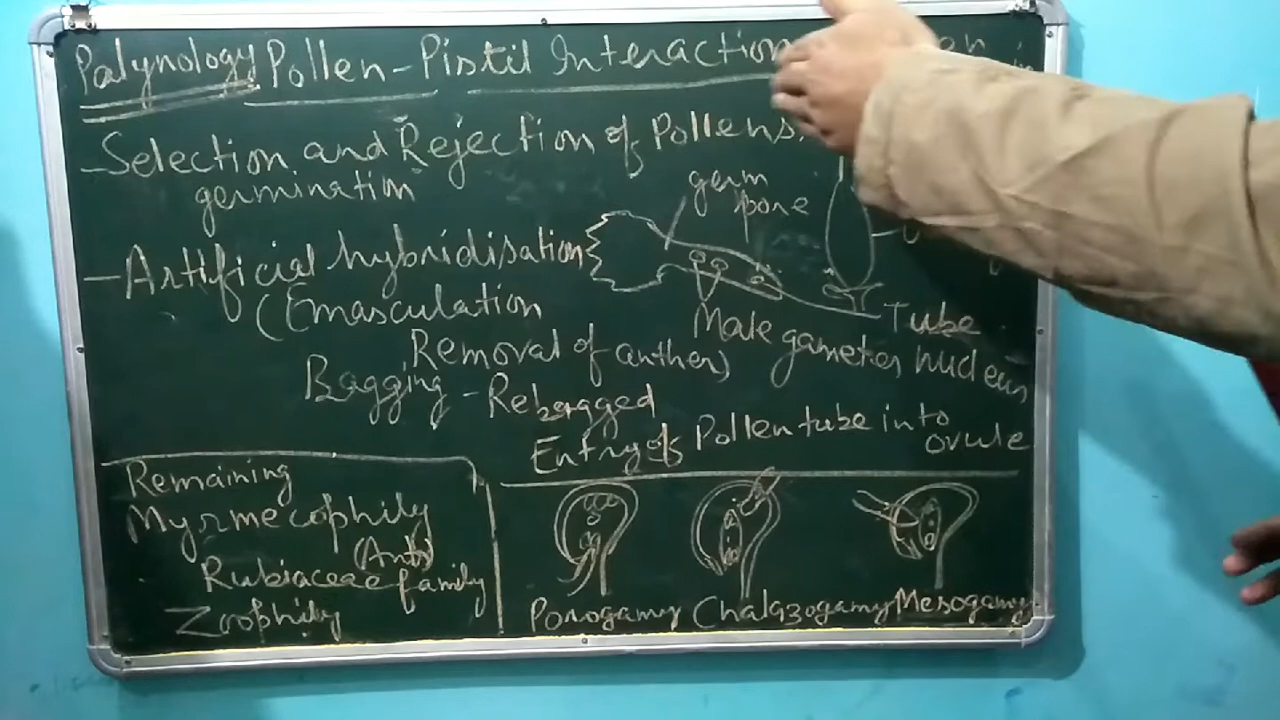 Palynology Pollen-Pistil Interaction
-Selection and Rejection of Pollens.
germination
germ
pore
-Artificial hybridisation
(Emasculation
Removal of anther)
Bagging - Rebagged
Tube
Male gametes nucleus
Entry of Pollen tube into
ovule
Remaining
Myrmecophily
(Ants)
Rubiaceae family
Zoophily
Porogamy Chalazogamy Mesogamy